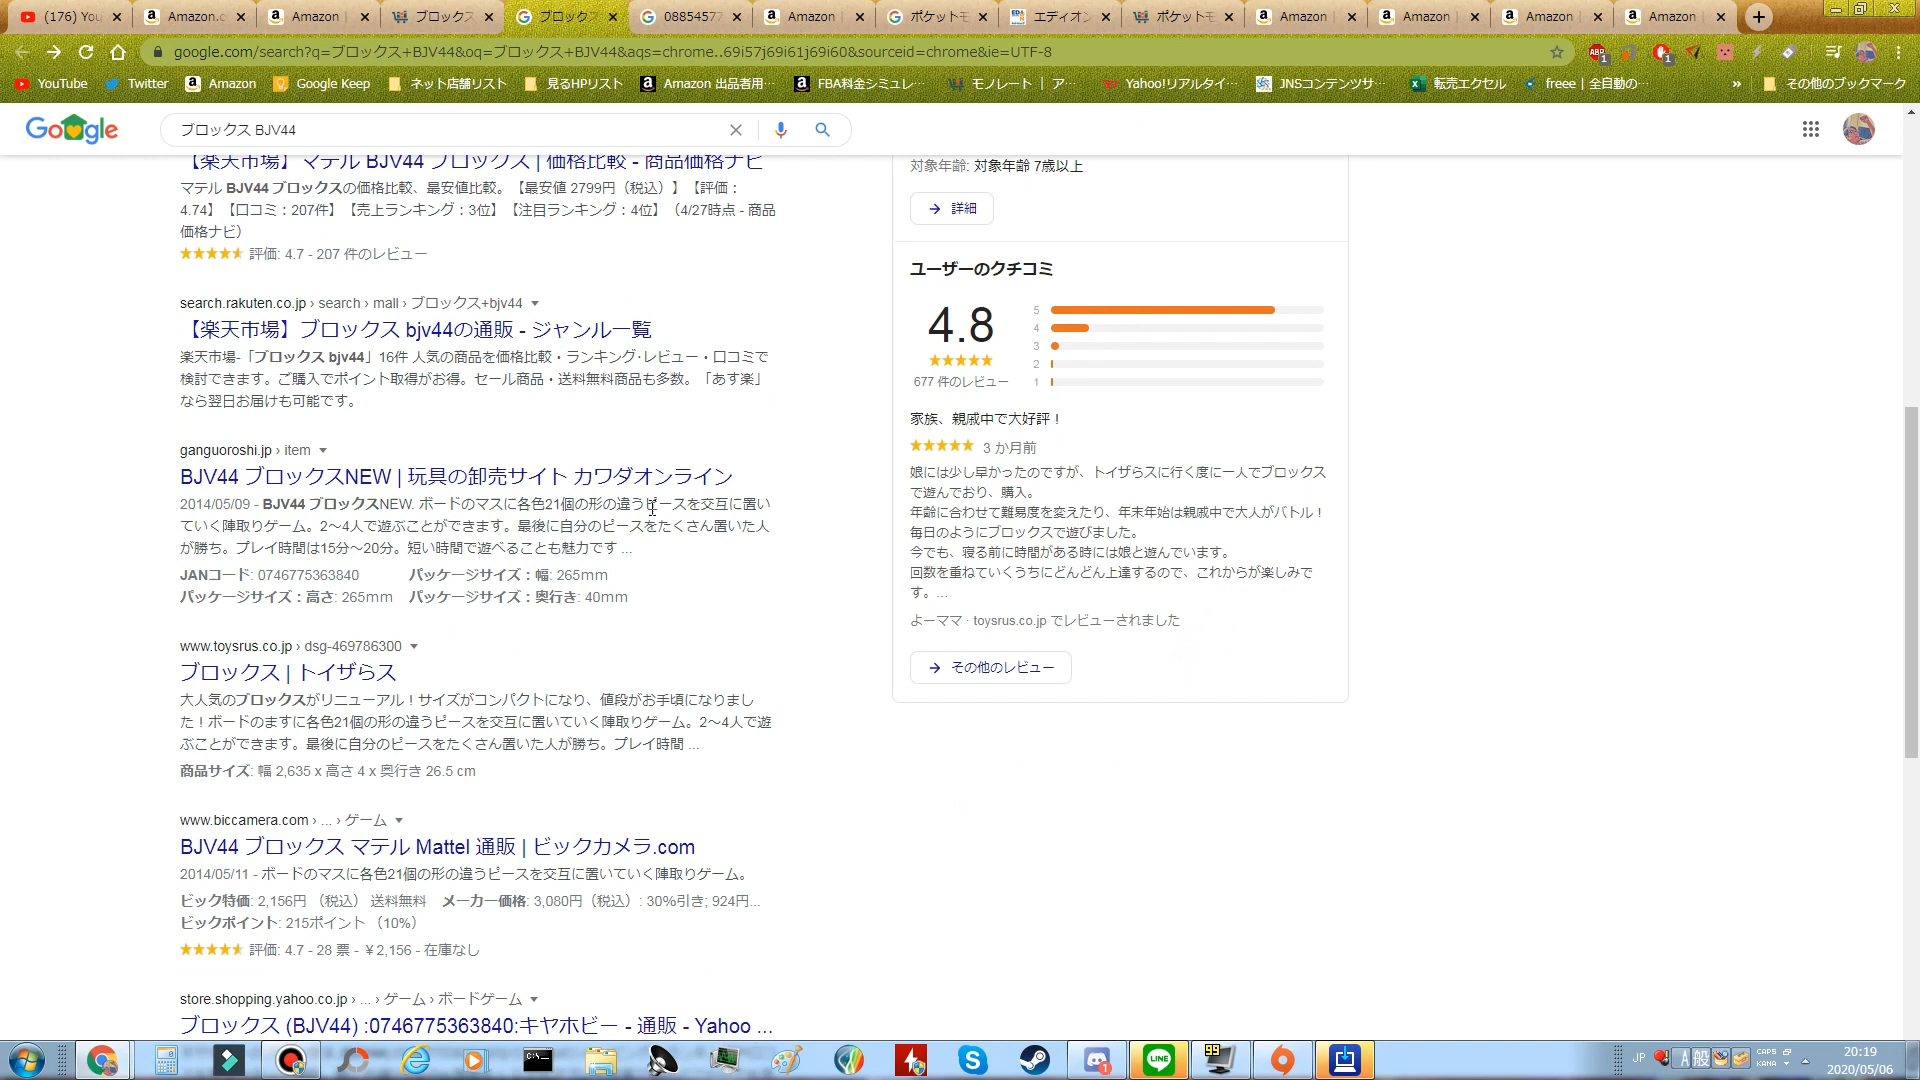 (176) You
Amazon.c
Amazon |
ブロックス
ブロックス
08854577
Amazon |
ポケットモ
エディオン
ポケットモ
Amazon |
Amazon |
Amazon |
Amazon |
google.com/search?q=ブロックス+BJV44&oq=ブロックス+BJV44&aqs=chrome..69i57j69i61j69i60&sourceid=chrome&ie=UTF-8
YouTube
Twitter
Amazon
Google Keep
ネット店舗リスト
見るHPリスト
Amazon 出品者用…
FBA料金シミュレ…
モノレート | ア…
Yahoo!リアルタイ…
JNSコンテンツサ…
転売エクセル
freee | 全自動の…
»
その他のブックマーク
Google
ブロックス BJV44
【楽天市場】マテル BJV44 ブロックス | 価格比較 - 商品価格ナビ
マテル BJV44 ブロックスの価格比較、最安値比較。【最安値 2799円（税込）】【評価：
4.74】【口コミ：207件】【売上ランキング：3位】【注目ランキング：4位】（4/27時点 - 商品
価格ナビ）
評価: 4.7 - 207 件のレビュー
search.rakuten.co.jp › search › mall › ブロックス+bjv44
【楽天市場】ブロックス bjv44の通販 - ジャンル一覧
楽天市場-「ブロックス bjv44」16件 人気の商品を価格比較・ランキング･レビュー・口コミで
検討できます。ご購入でポイント取得がお得。セール商品・送料無料商品も多数。「あす楽」
なら翌日お届けも可能です。
ganguoroshi.jp › item
BJV44 ブロックスNEW | 玩具の卸売サイト カワダオンライン
2014/05/09 - BJV44 ブロックスNEW. ボードのマスに各色21個の形の違うピースを交互に置い
ていく陣取りゲーム。2～4人で遊ぶことができます。最後に自分のピースをたくさん置いた人
が勝ち。プレイ時間は15分～20分。短い時間で遊べることも魅力です ...
JANコード: 0746775363840 パッケージサイズ：幅: 265mm
パッケージサイズ：高さ: 265mm パッケージサイズ：奥行き: 40mm
www.toysrus.co.jp › dsg-469786300
ブロックス | トイザらス
大人気のブロックスがリニューアル！サイズがコンパクトになり、値段がお手頃になりまし
た！ボードのますに各色21個の形の違うピースを交互に置いていく陣取りゲーム。2～4人で遊
ぶことができます。最後に自分のピースをたくさん置いた人が勝ち。プレイ時間 ...
商品サイズ: 幅 2,635 x 高さ 4 x 奥行き 26.5 cm
www.biccamera.com › ... › ゲーム
BJV44 ブロックス マテル Mattel 通販 | ビックカメラ.com
2014/05/11 - ボードのマスに各色21個の形の違うピースを交互に置いていく陣取りゲーム。
ビック特価: 2,156円 （税込） 送料無料 メーカー価格: 3,080円（税込）: 30%引き; 924円...
ビックポイント: 215ポイント （10%）
評価: 4.7 - 28 票 - ￥2,156 - 在庫なし
store.shopping.yahoo.co.jp › ... › ゲーム › ボードゲーム
ブロックス (BJV44) :0746775363840:キヤホビー - 通販 - Yahoo ...
対象年齢: 対象年齢 7歳以上
詳細
ユーザーのクチコミ
4.8
677 件のレビュー
5
4
3
2
1
家族、親戚中で大好評！
3 か月前
娘には少し早かったのですが、トイザらスに行く度に一人でブロックス
で遊んでおり、購入。
年齢に合わせて難易度を変えたり、年末年始は親戚中で大人がバトル！
毎日のようにブロックスで遊びました。
今でも、寝る前に時間がある時には娘と遊んでいます。
回数を重ねていくうちにどんどん上達するので、これからが楽しみで
す。...
よーママ · toysrus.co.jp でレビューされました
その他のレビュー
JP
A 般
CAPS
KANA
20:19
2020/05/06